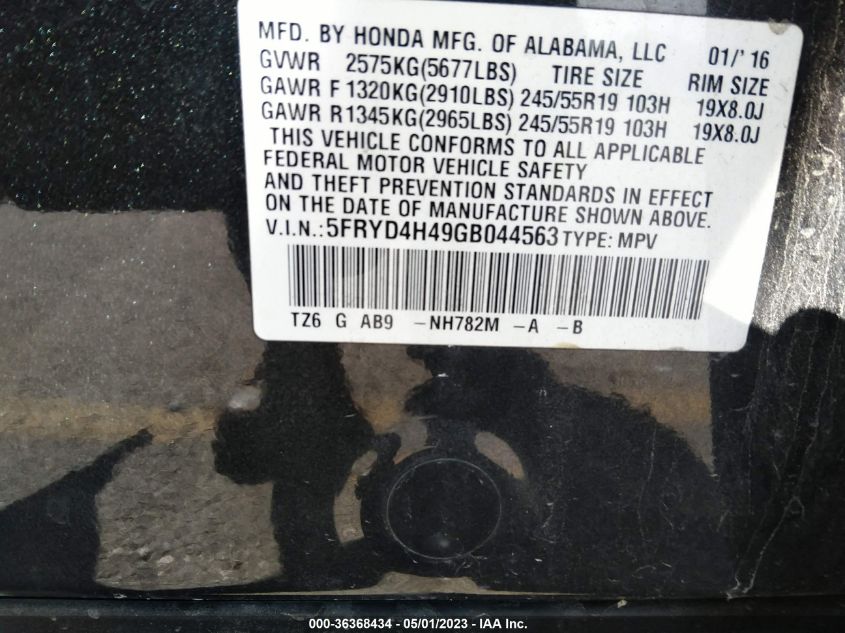 MFD. BY HONDA MFG. OF ALABAMA, LLC 01/' 16
GVWR 2575KG(5677LBS) TIRE SIZE RIM SIZE
GAWR F 1320KG(2910LBS) 245/55R19 103H 19X8.0J
GAWR R1345KG(2965LBS) 245/55R19 103H 19X8.0J
THIS VEHICLE CONFORMS TO ALL APPLICABLE
FEDERAL MOTOR VEHICLE SAFETY
AND THEFT PREVENTION STANDARDS IN EFFECT
ON THE DATE OF MANUFACTURE SHOWN ABOVE.
V.I.N.:5FRYD4H49GB044563 TYPE: MPV
TZ6 G AB9 -NH782M -A -B
000-36368434 - 05/01/2023 - IAA Inc.